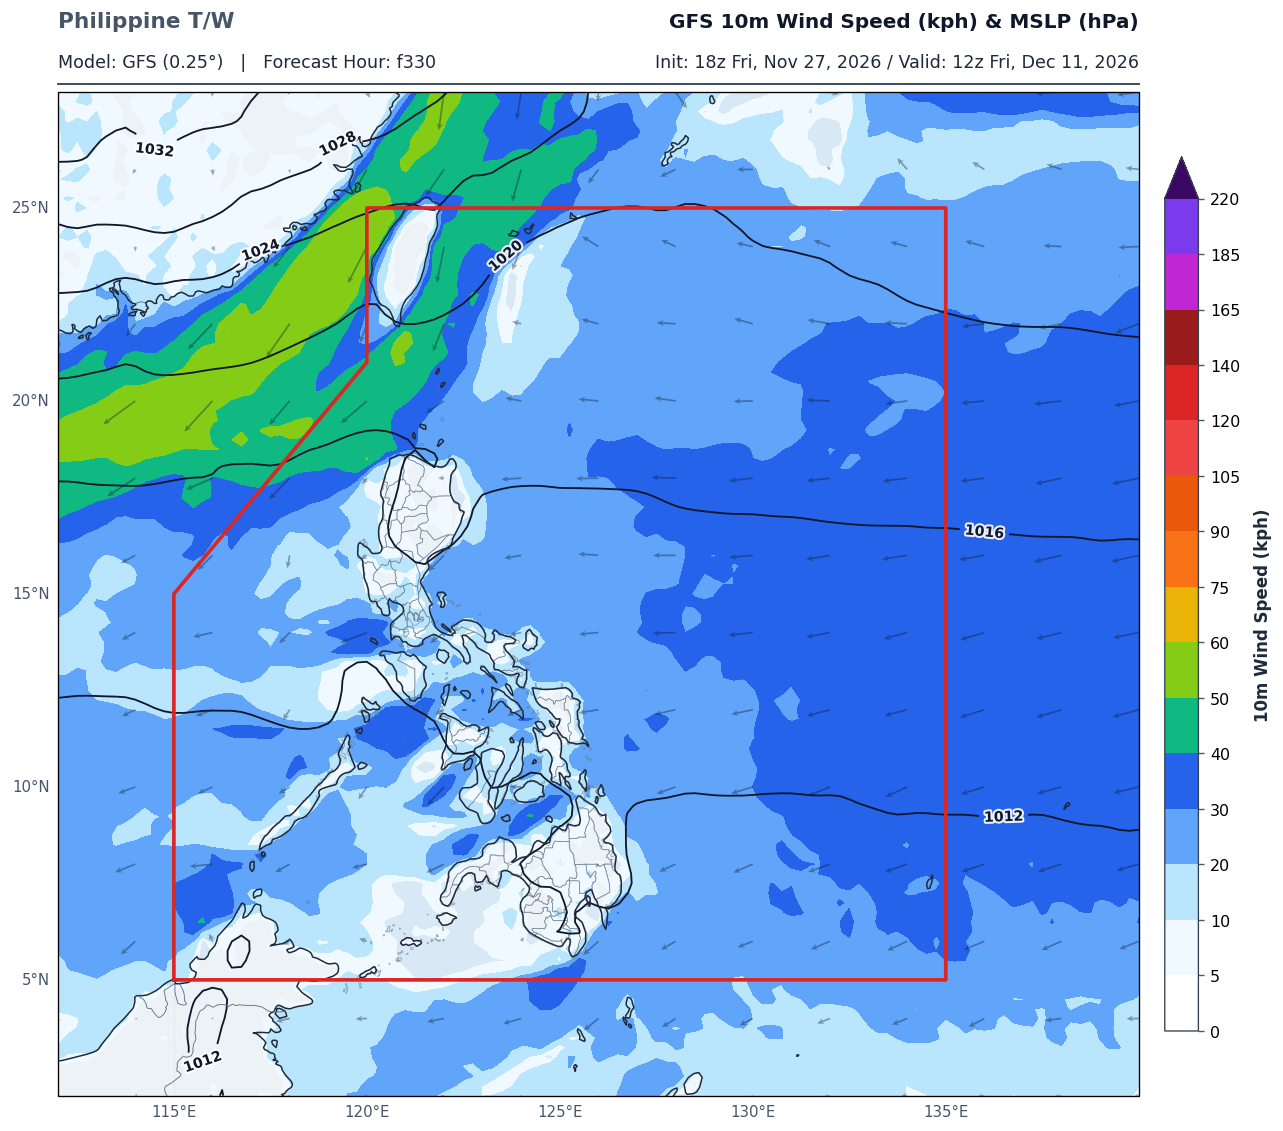 Philippine T/W
GFS 10m Wind Speed (kph) & MSLP (hPa)
Model: GFS (0.25°) | Forecast Hour: f330
Init: 18z Fri, Nov 27, 2026 / Valid: 12z Fri, Dec 11, 2026
1032
1028
1024
1020
1016
1012
1012
25°N
20°N
15°N
10°N
5°N
115°E
120°E
125°E
130°E
135°E
220
185
165
140
120
105
90
75
60
50
40
30
20
10
5
0
10m Wind Speed (kph)